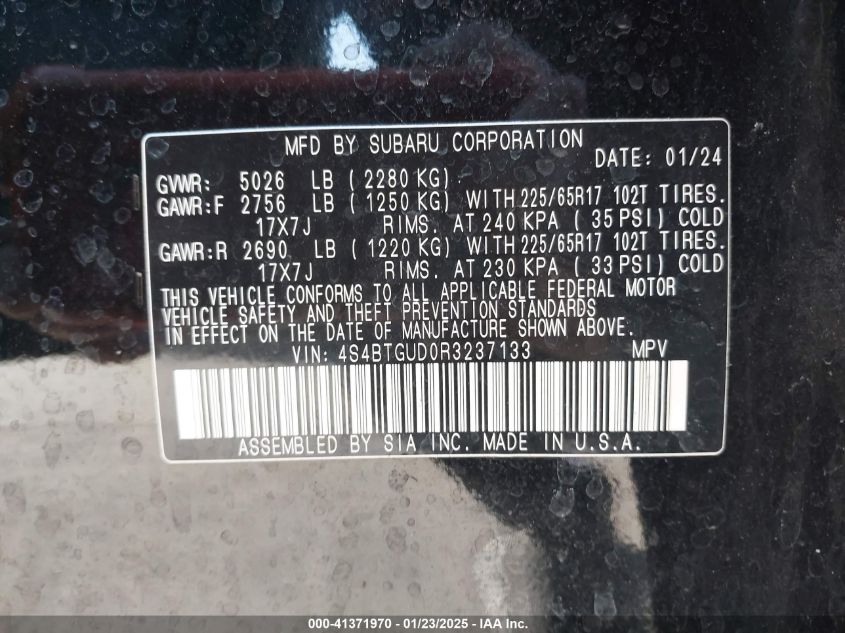 MFD BY SUBARU CORPORATION
DATE: 01/24
GVWR: 5026 LB ( 2280 KG)
GAWR:F 2756 LB ( 1250 KG) WITH 225/65R17 102T TIRES.
17X7J RIMS. AT 240 KPA ( 35 PSI) COLD
GAWR:R 2690 LB ( 1220 KG) WITH 225/65R17 102T TIRES.
17X7J RIMS. AT 230 KPA ( 33 PSI) COLD
THIS VEHICLE CONFORMS TO ALL APPLICABLE FEDERAL MOTOR
VEHICLE SAFETY AND THEFT PREVENTION STANDARDS
IN EFFECT ON THE DATE OF MANUFACTURE SHOWN ABOVE.
VIN: 4S4BTGUD0R3237133 MPV
ASSEMBLED BY SIA INC. MADE IN U.S.A.
000-41371970 - 01/23/2025 - IAA Inc.